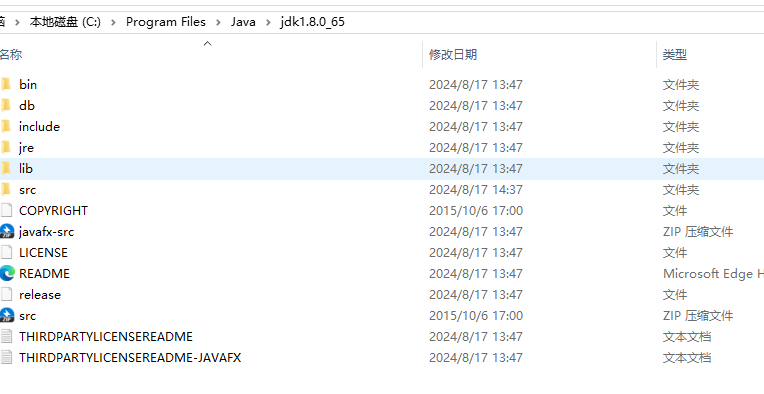 本地磁盘 (C:) > Program Files > Java > jdk1.8.0_65
名称 修改日期 类型
bin 2024/8/17 13:47 文件夹
db 2024/8/17 13:47 文件夹
include 2024/8/17 13:47 文件夹
jre 2024/8/17 13:47 文件夹
lib 2024/8/17 13:47 文件夹
src 2024/8/17 14:37 文件夹
COPYRIGHT 2015/10/6 17:00 文件
javafx-src 2024/8/17 13:47 ZIP 压缩文件
LICENSE 2024/8/17 13:47 文件
README 2024/8/17 13:47 Microsoft Edge H
release 2024/8/17 13:47 文件
src 2015/10/6 17:00 ZIP 压缩文件
THIRDPARTYLICENSEREADME 2024/8/17 13:47 文本文档
THIRDPARTYLICENSEREADME-JAVAFX 2024/8/17 13:47 文本文档